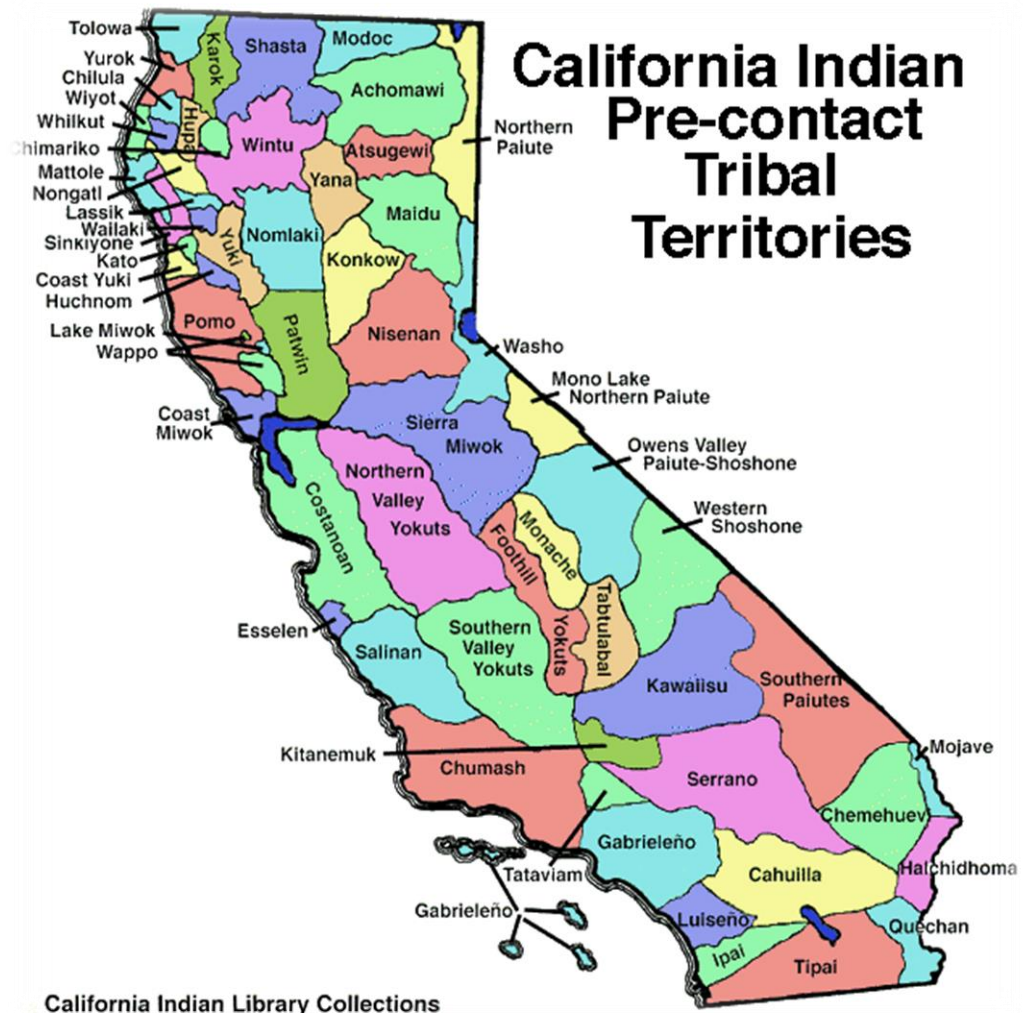 California Indian
Pre-contact
Tribal
Territories
Tolowa
Yurok
Chilula
Wiyot
Whilkut
Chimariko
Mattole
Nongatl
Lassik
Wailaki
Sinkiyone
Kato
Coast Yuki
Huchnom
Lake Miwok
Wappo
Coast
Miwok
Karok
Shasta
Modoc
Achomawi
Hupa
Wintu
Atsugewi
Northern
Paiute
Yana
Maidu
Yuki
Nomlaki
Konkow
Pomo
Patwin
Nisenan
Washo
Mono Lake
Northern Paiute
Sierra
Miwok
Owens Valley
Paiute-Shoshone
Northern
Valley
Yokuts
Costanoan
Western
Shoshone
Monache
Foothill
Yokuts
Tabtulabal
Esselen
Salinan
Southern
Valley
Yokuts
Kawaiisu
Southern
Paiutes
Kitanemuk
Chumash
Serrano
Mojave
Chemehuevi
Gabrieleño
Tataviam
Cahuilla
Halchidhoma
Gabrieleño
Luiseño
Quechan
Ipai
Tipai
California Indian Library Collections